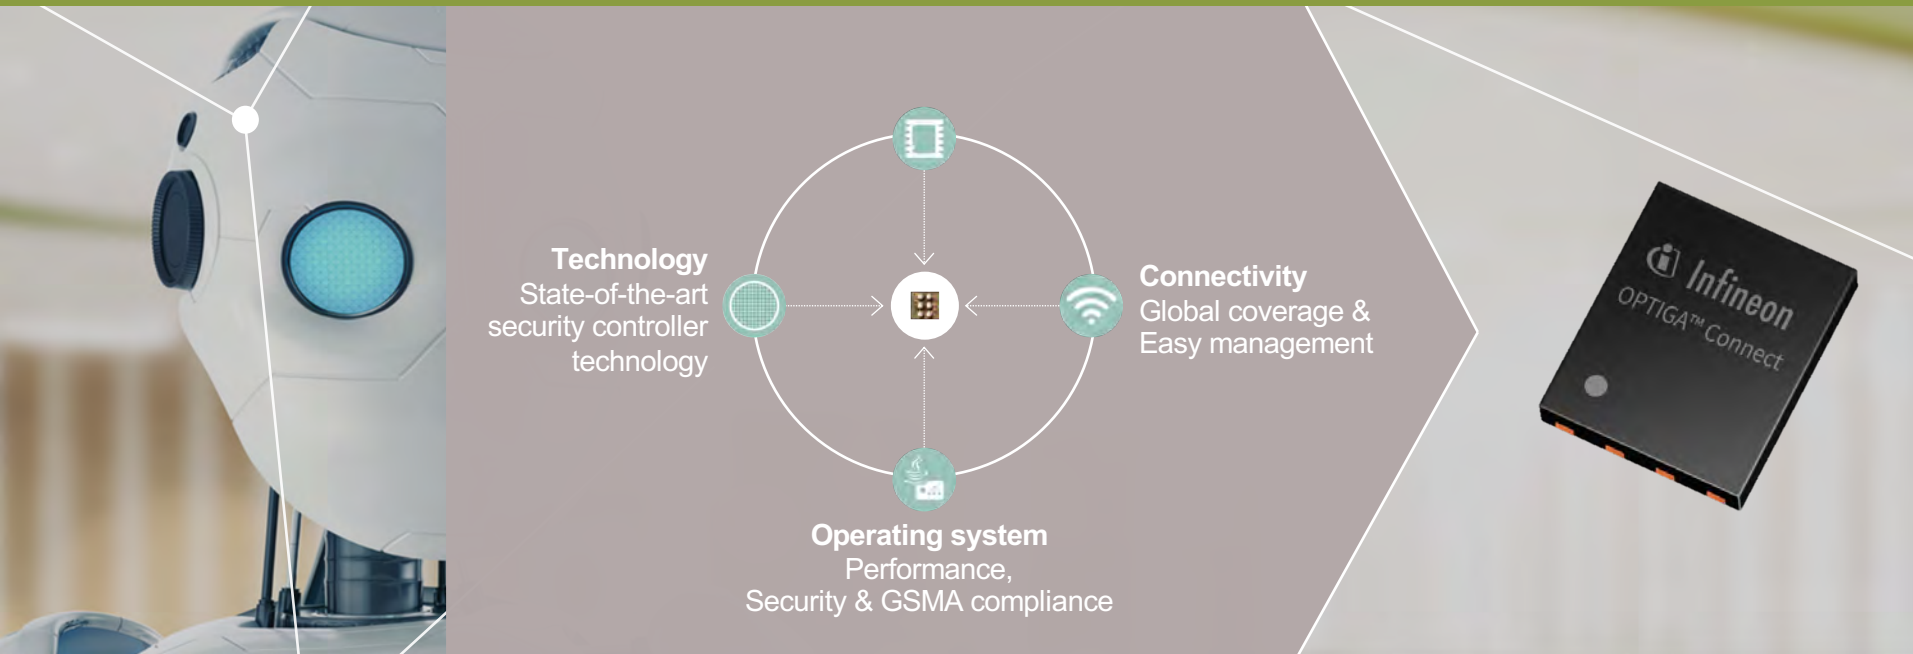 Technology
State-of-the-art
security controller
technology
Connectivity
Global coverage &
Easy management
Operating system
Performance,
Security & GSMA compliance
Infineon
OPTIGA™ Connect